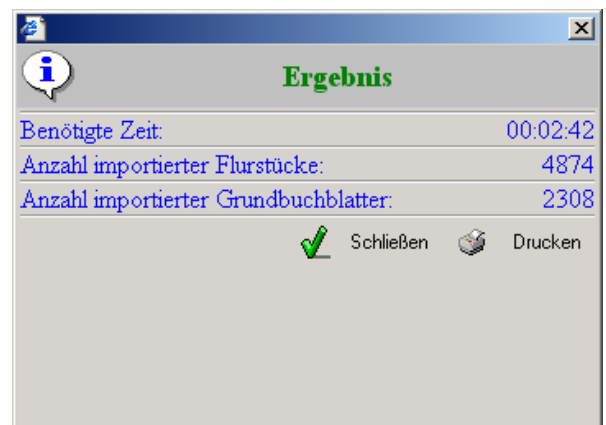 Ergebnis
Benötigte Zeit: 00:02:42
Anzahl importierter Flurstücke: 4874
Anzahl importierter Grundbuchblatter: 2308
Schließen Drucken